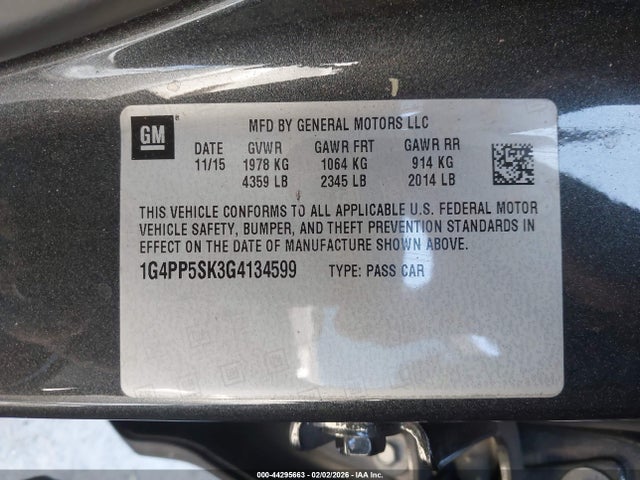 GM
MFD BY GENERAL MOTORS LLC
DATE GVWR GAWR FRT GAWR RR
11/15 1978 KG 1064 KG 914 KG
4359 LB 2345 LB 2014 LB
THIS VEHICLE CONFORMS TO ALL APPLICABLE U.S. FEDERAL MOTOR
VEHICLE SAFETY, BUMPER, AND THEFT PREVENTION STANDARDS IN
EFFECT ON THE DATE OF MANUFACTURE SHOWN ABOVE.
1G4PP5SK3G4134599 TYPE: PASS CAR
000-44295663 - 02/02/2026 - IAA Inc.